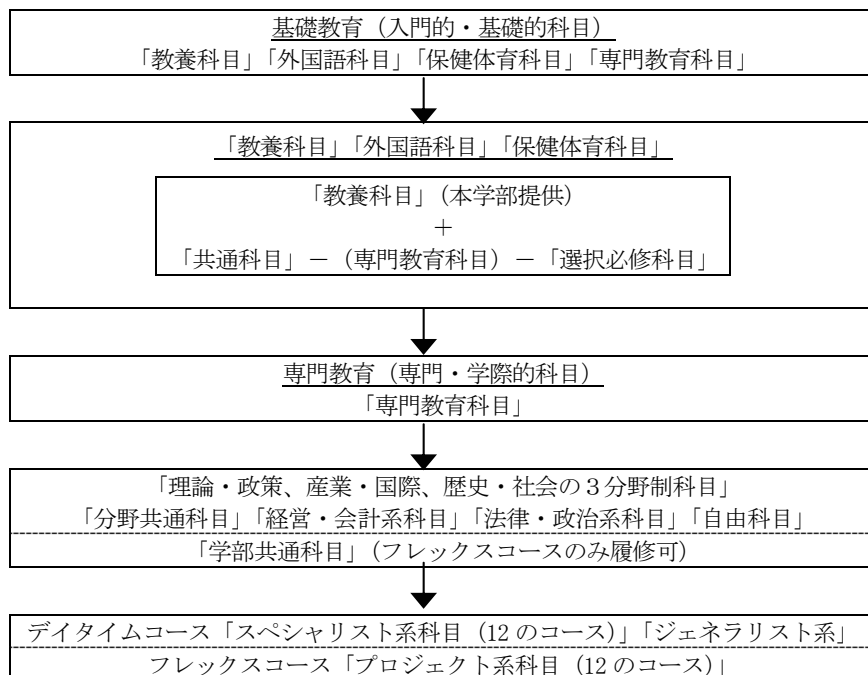 基礎教育（入門的・基礎的科目）
「教養科目」「外国語科目」「保健体育科目」「専門教育科目」
「教養科目」「外国語科目」「保健体育科目」
「教養科目」（本学部提供）
＋
「共通科目」－（専門教育科目）－「選択必修科目」
専門教育（専門・学際的科目）
「専門教育科目」
「理論・政策、産業・国際、歴史・社会の３分野制科目」
「分野共通科目」「経営・会計系科目」「法律・政治系科目」「自由科目」
「学部共通科目」（フレックスコースのみ履修可）
デイタイムコース「スペシャリスト系科目（12 のコース）」「ジェネラリスト系」
フレックスコース「プロジェクト系科目（12 のコース）」